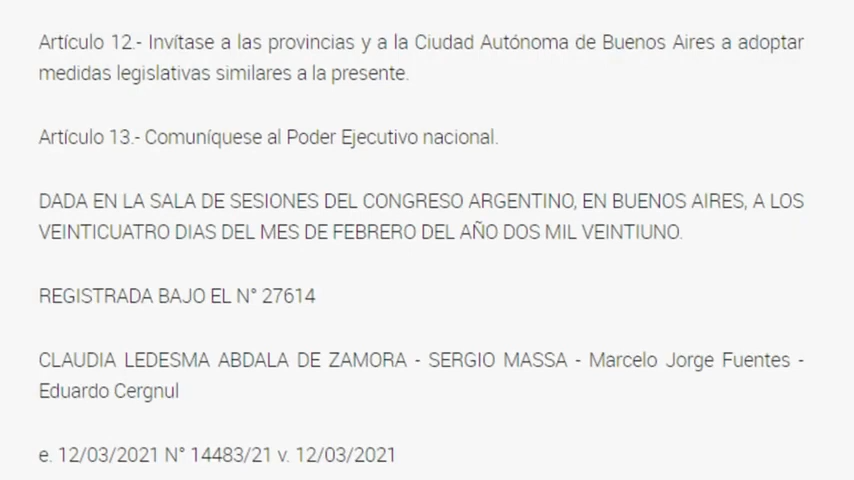 Artículo 12.- Invítase a las provincias y a la Ciudad Autónoma de Buenos Aires a adoptar
medidas legislativas similares a la presente.
Artículo 13.- Comuníquese al Poder Ejecutivo nacional.
DADA EN LA SALA DE SESIONES DEL CONGRESO ARGENTINO, EN BUENOS AIRES, A LOS
VEINTICUATRO DIAS DEL MES DE FEBRERO DEL AÑO DOS MIL VEINTIUNO.
REGISTRADA BAJO EL N° 27614
CLAUDIA LEDESMA ABDALA DE ZAMORA - SERGIO MASSA - Marcelo Jorge Fuentes -
Eduardo Cergnul
e. 12/03/2021 N° 14483/21 v. 12/03/2021